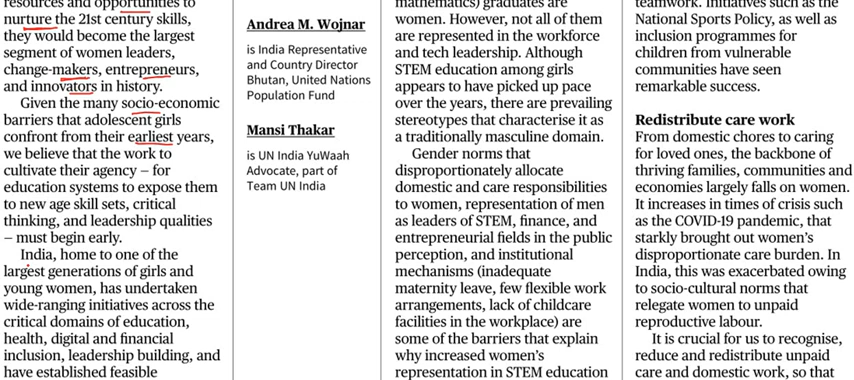 resources and opportunities to
nurture the 21st century skills,
they would become the largest
segment of women leaders,
change-makers, entrepreneurs,
and innovators in history.
Given the many socio-economic
barriers that adolescent girls
confront from their earliest years,
we believe that the work to
cultivate their agency – for
education systems to expose them
to new age skill sets, critical
thinking, and leadership qualities
– must begin early.
India, home to one of the
largest generations of girls and
young women, has undertaken
wide-ranging initiatives across the
critical domains of education,
health, digital and financial
inclusion, leadership building, and
have established feasible
Andrea M. Wojnar
is India Representative
and Country Director
Bhutan, United Nations
Population Fund
Mansi Thakar
is UN India YuWaah
Advocate, part of
Team UN India
mathematics) graduates are
women. However, not all of them
are represented in the workforce
and tech leadership. Although
STEM education among girls
appears to have picked up pace
over the years, there are prevailing
stereotypes that characterise it as
a traditionally masculine domain.
Gender norms that
disproportionately allocate
domestic and care responsibilities
to women, representation of men
as leaders of STEM, finance, and
entrepreneurial fields in the public
perception, and institutional
mechanisms (inadequate
maternity leave, few flexible work
arrangements, lack of childcare
facilities in the workplace) are
some of the barriers that explain
why increased women's
representation in STEM education
teamwork. Initiatives such as the
National Sports Policy, as well as
inclusion programmes for
children from vulnerable
communities have seen
remarkable success.
Redistribute care work
From domestic chores to caring
for loved ones, the backbone of
thriving families, communities and
economies largely falls on women.
It increases in times of crisis such
as the COVID-19 pandemic, that
starkly brought out women's
disproportionate care burden. In
India, this was exacerbated owing
to socio-cultural norms that
relegate women to unpaid
reproductive labour.
It is crucial for us to recognise,
reduce and redistribute unpaid
care and domestic work, so that